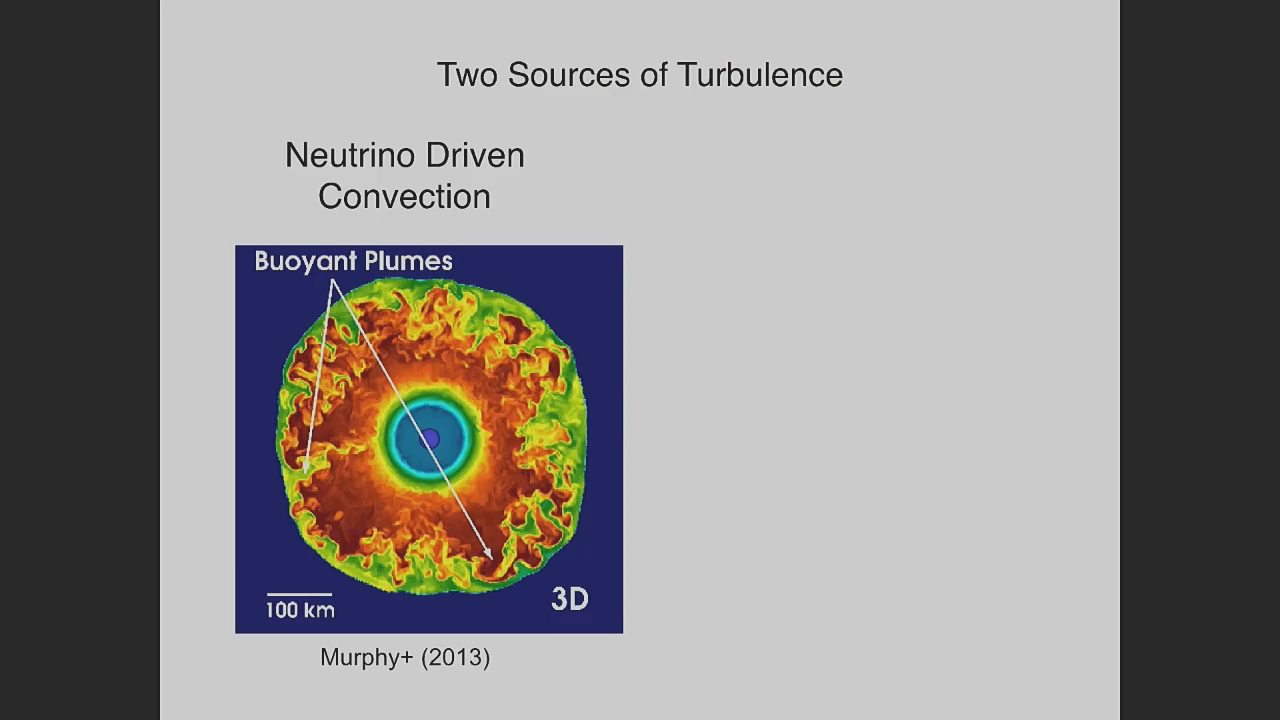 Two Sources of Turbulence
Neutrino Driven
Convection
Buoyant Plumes
100 km
3D
Murphy+ (2013)